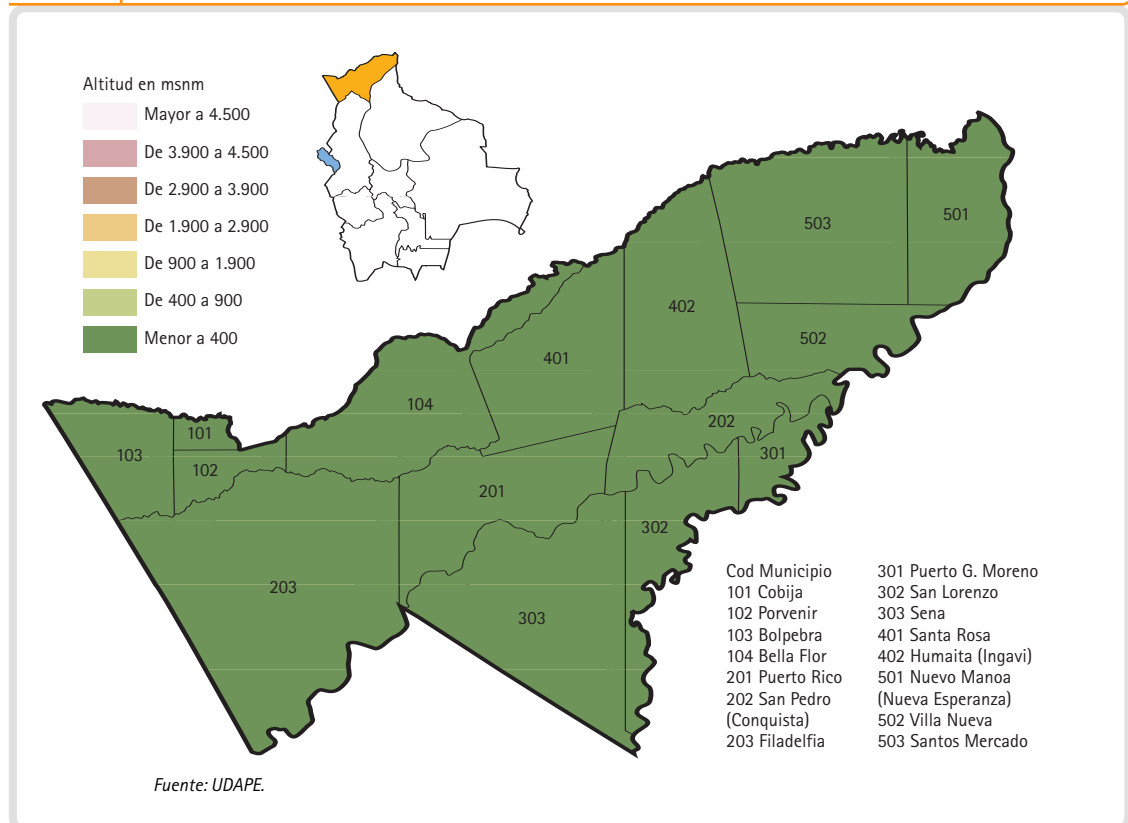 Altitud en msnm
Mayor a 4.500
De 3.900 a 4.500
De 2.900 a 3.900
De 1.900 a 2.900
De 900 a 1.900
De 400 a 900
Menor a 400
503
501
402
502
401
104
202
101
103
102
301
201
302
203
303
Cod Municipio
101 Cobija
102 Porvenir
103 Bolpebra
104 Bella Flor
201 Puerto Rico
202 San Pedro
(Conquista)
203 Filadelfia
301 Puerto G. Moreno
302 San Lorenzo
303 Sena
401 Santa Rosa
402 Humaita (Ingavi)
501 Nuevo Manoa
(Nueva Esperanza)
502 Villa Nueva
503 Santos Mercado
Fuente: UDAPE.